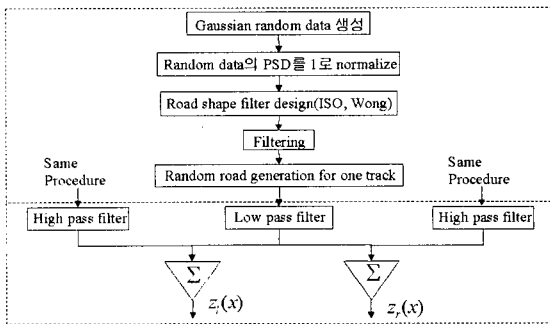 Gaussian random data 생성
Random data의 PSD를 1로 normalize
Road shape filter design(ISO, Wong)
Filtering
Same
Procedure
Random road generation for one track
Same
Procedure
High pass filter
Low pass filter
High pass filter
Σ
Σ
z_l(x)
z_r(x)